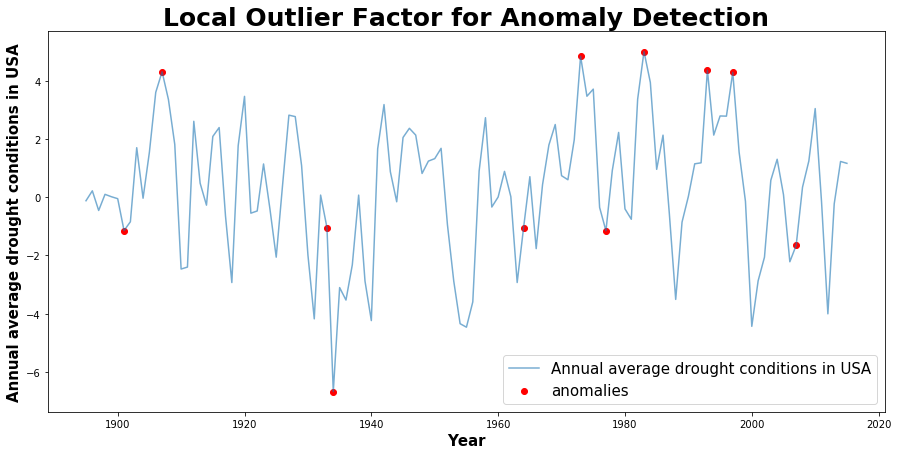 Local Outlier Factor for Anomaly Detection
Annual average drought conditions in USA
4
2
0
−2
−4
−6
1900 1920 1940 1960 1980 2000 2020
Year
Annual average drought conditions in USA
anomalies